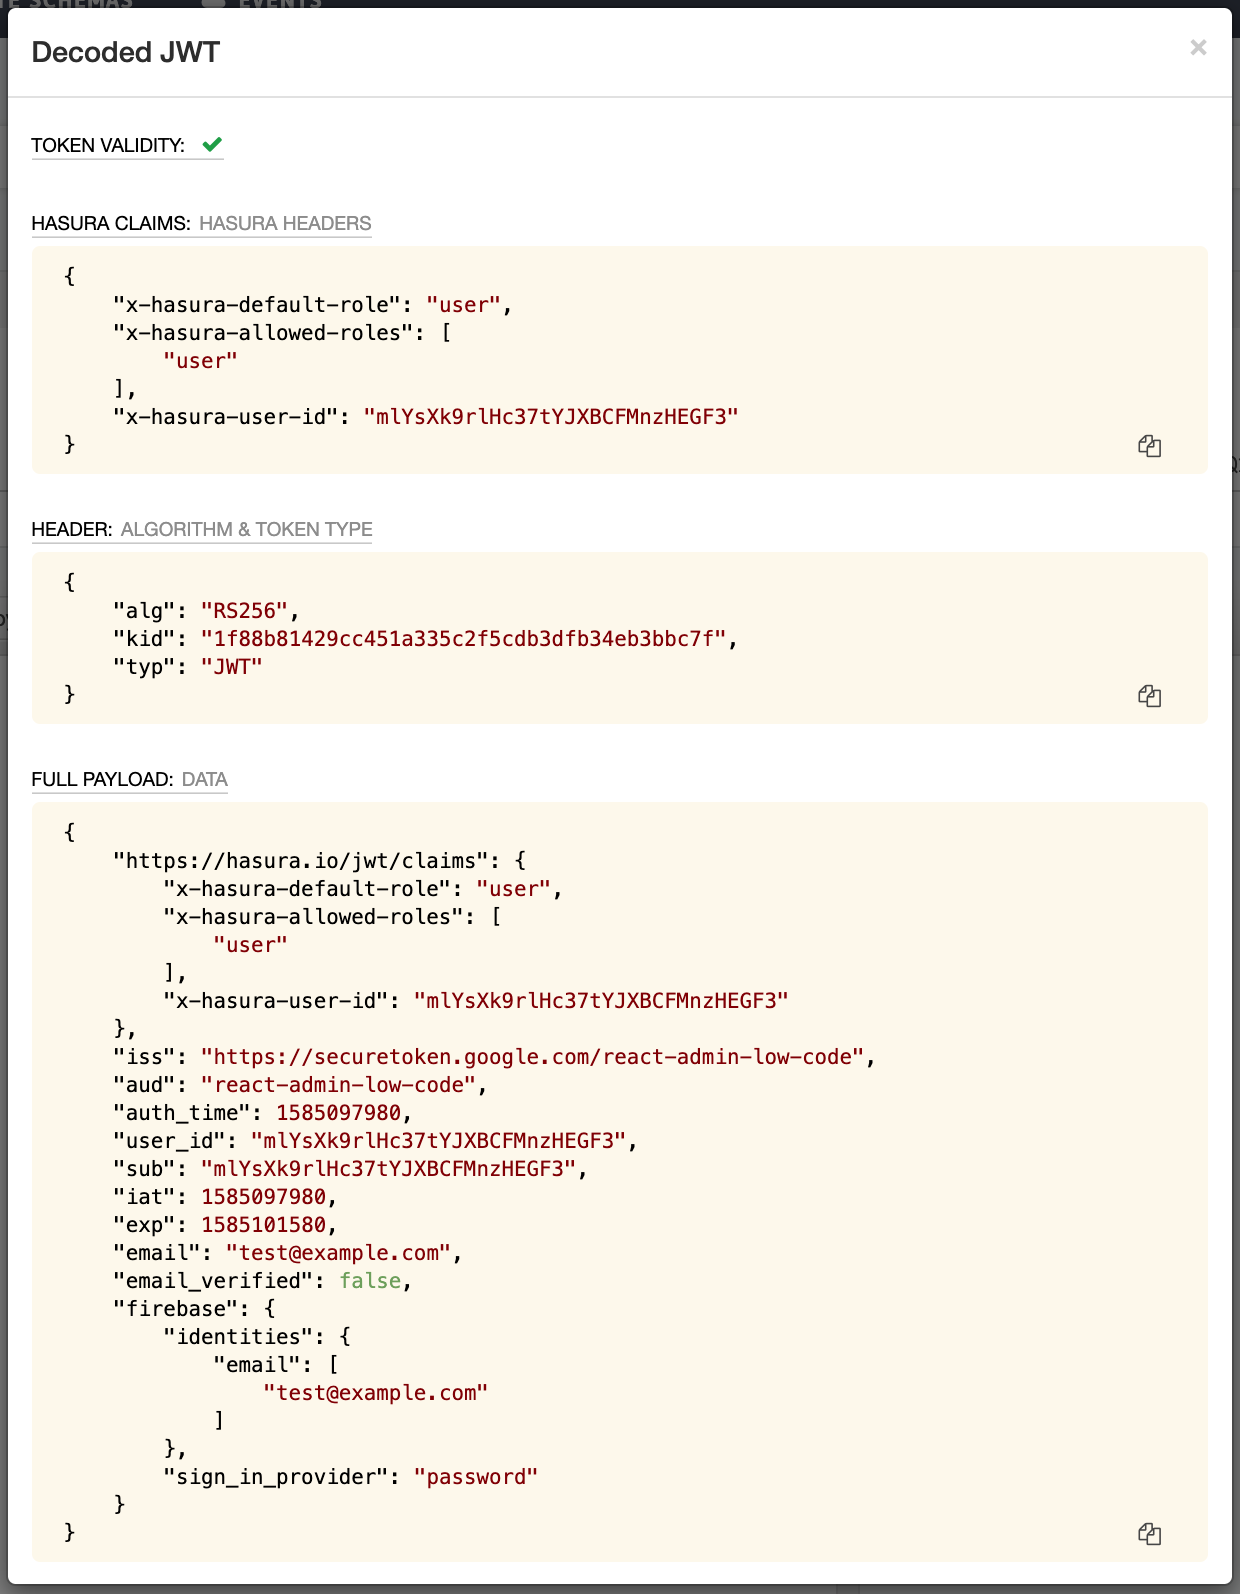 EVENTS
Decoded JWT
×
TOKEN VALIDITY: ✔
HASURA CLAIMS: HASURA HEADERS
{
    "x-hasura-default-role": "user",
    "x-hasura-allowed-roles": [
        "user"
    ],
    "x-hasura-user-id": "mlYsXk9rlHc37tYJXBCFMnzHEGF3"
}
HEADER: ALGORITHM & TOKEN TYPE
{
    "alg": "RS256",
    "kid": "1f88b81429cc451a335c2f5cdb3dfb34eb3bbc7f",
    "typ": "JWT"
}
FULL PAYLOAD: DATA
{
    "https://hasura.io/jwt/claims": {
        "x-hasura-default-role": "user",
        "x-hasura-allowed-roles": [
            "user"
        ],
        "x-hasura-user-id": "mlYsXk9rlHc37tYJXBCFMnzHEGF3"
    },
    "iss": "https://securetoken.google.com/react-admin-low-code",
    "aud": "react-admin-low-code",
    "auth_time": 1585097980,
    "user_id": "mlYsXk9rlHc37tYJXBCFMnzHEGF3",
    "sub": "mlYsXk9rlHc37tYJXBCFMnzHEGF3",
    "iat": 1585097980,
    "exp": 1585101580,
    "email": "test@example.com",
    "email_verified": false,
    "firebase": {
        "identities": {
            "email": [
                "test@example.com"
            ]
        },
        "sign_in_provider": "password"
    }
}